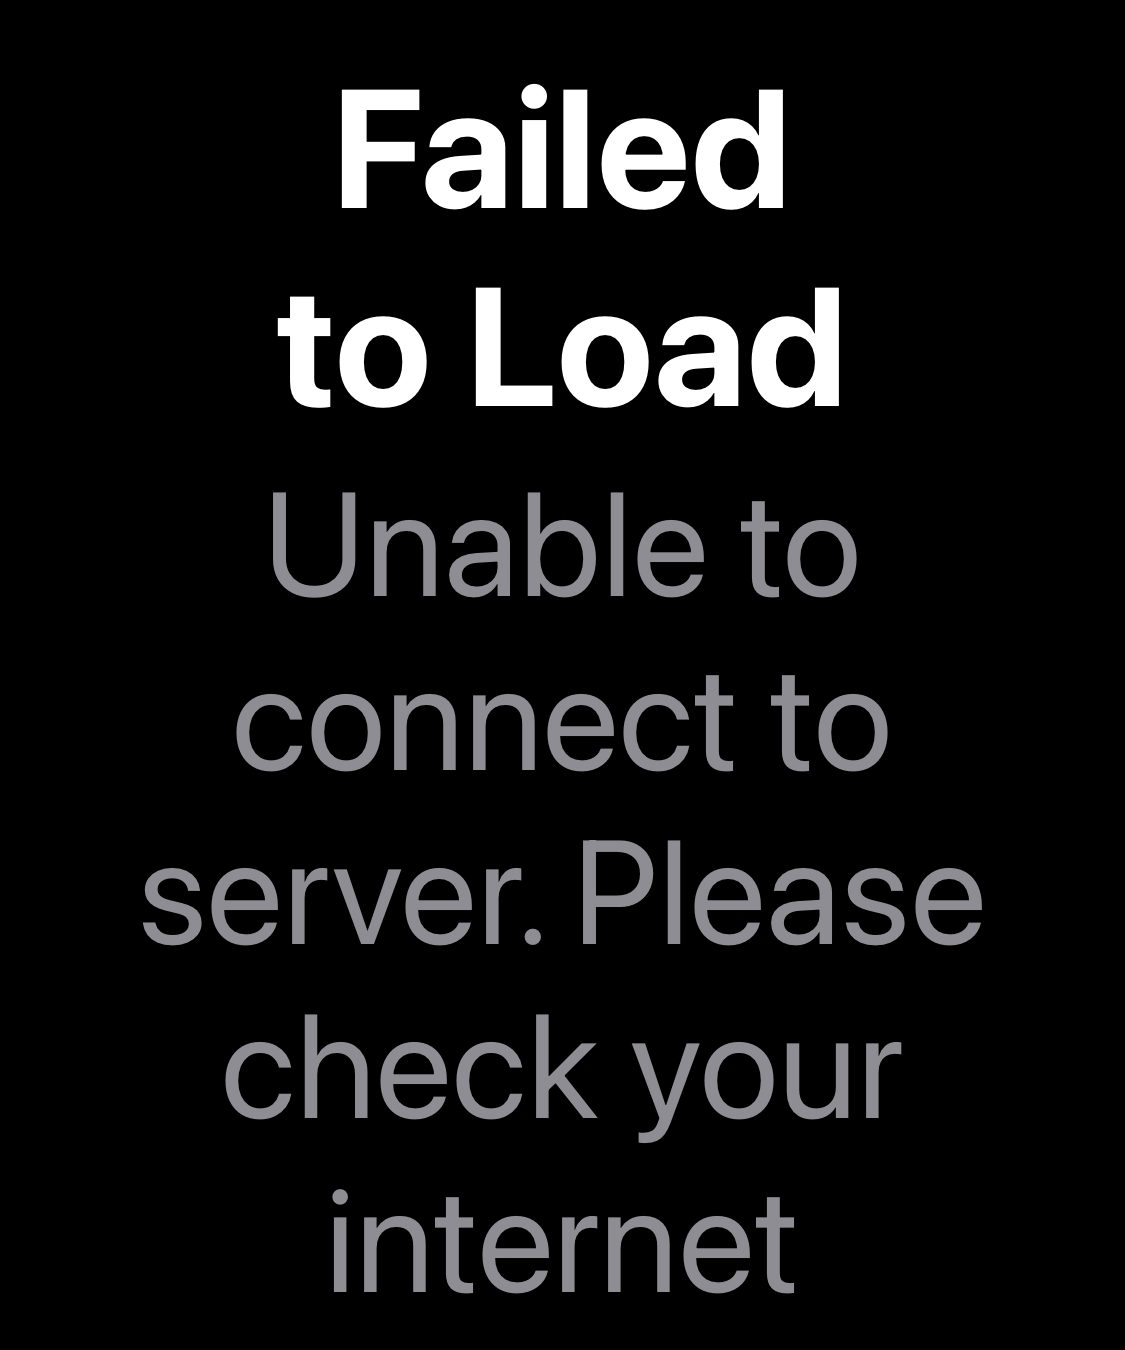 Failed
to Load
Unable to
connect to
server. Please
check your
internet